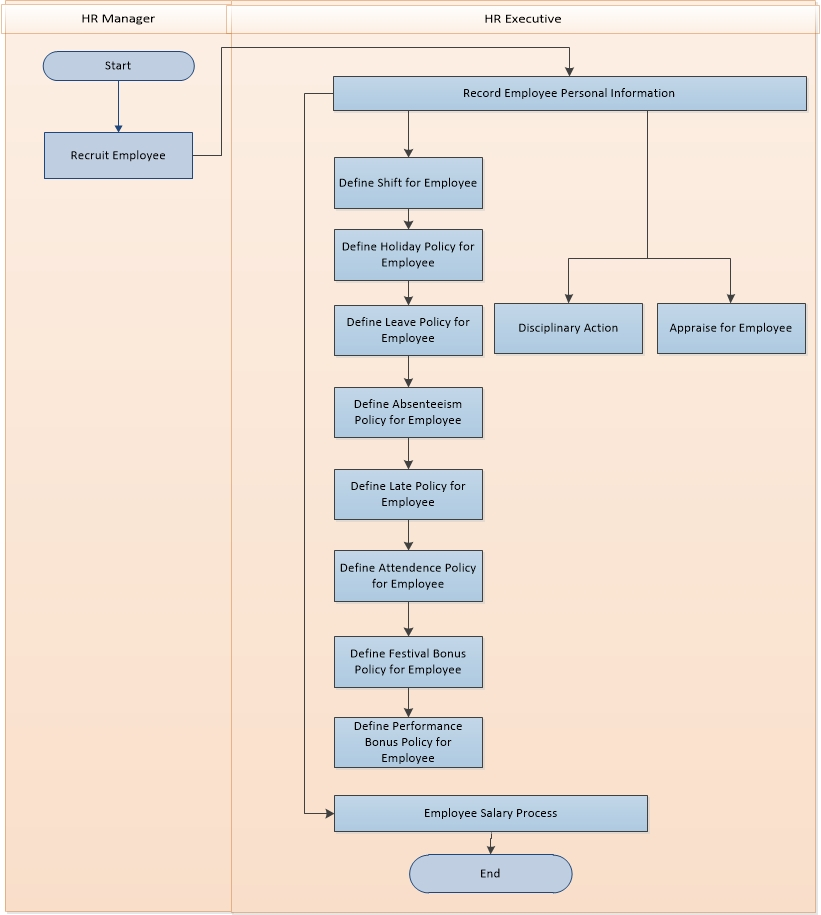 HR Manager
HR Executive
Start
Record Employee Personal Information
Recruit Employee
Define Shift for Employee
Define Holiday Policy for
Employee
Define Leave Policy for
Employee
Disciplinary Action
Appraise for Employee
Define Absenteeism
Policy for Employee
Define Late Policy for
Employee
Define Attendence Policy
for Employee
Define Festival Bonus
Policy for Employee
Define Performance
Bonus Policy for
Employee
Employee Salary Process
End